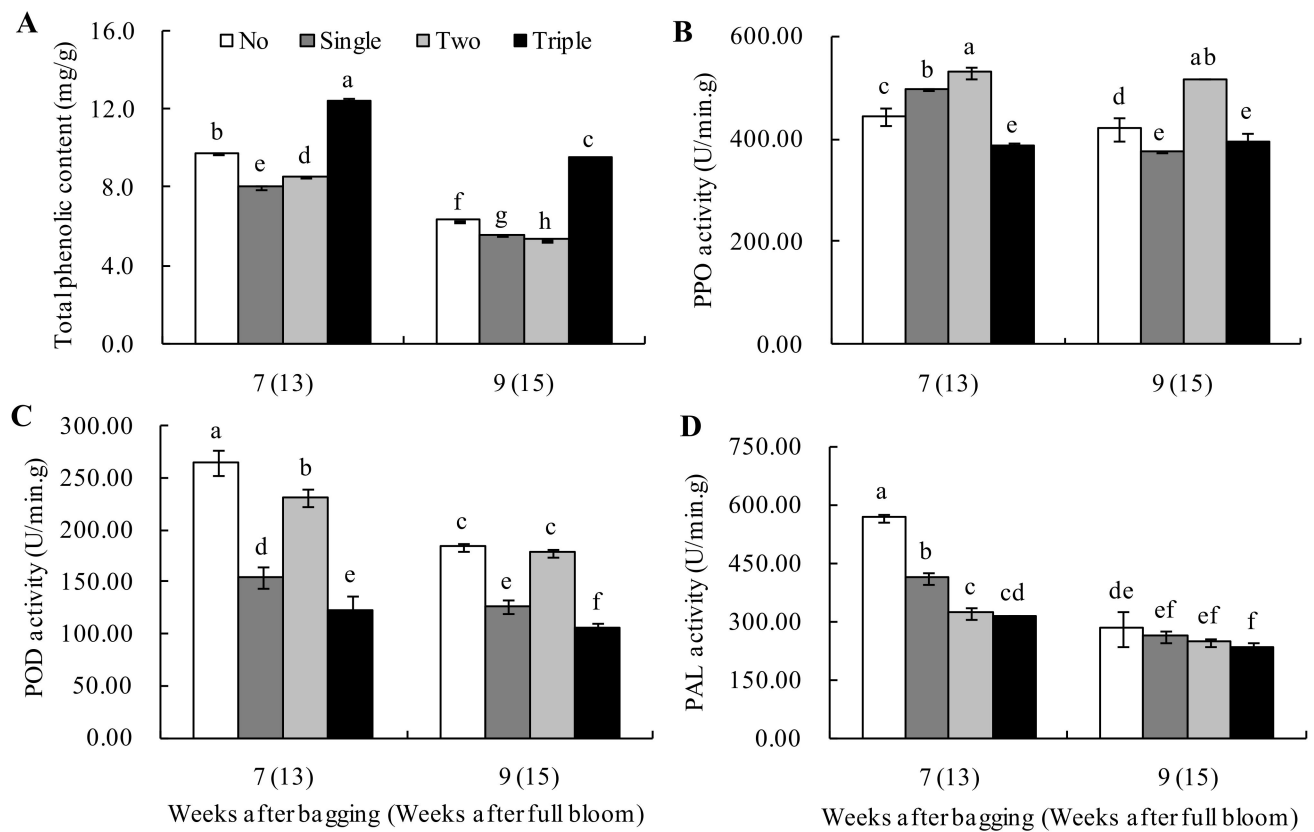 A
16.0
12.0
8.0
4.0
0.0
Total phenolic content (mg/g)
No Single Two Triple
b e d a f g h c
7 (13) 9 (15)
B
600.00
400.00
200.00
0.00
PPO activity (U/min.g)
c b a e d e ab e
7 (13) 9 (15)
C
300.00
250.00
200.00
150.00
100.00
50.00
0.00
POD activity (U/min.g)
a d b e c e c f
7 (13) 9 (15)
Weeks after bagging (Weeks after full bloom)
D
750.00
600.00
450.00
300.00
150.00
0.00
PAL activity (U/min.g)
a b c cd de ef ef f
7 (13) 9 (15)
Weeks after bagging (Weeks after full bloom)